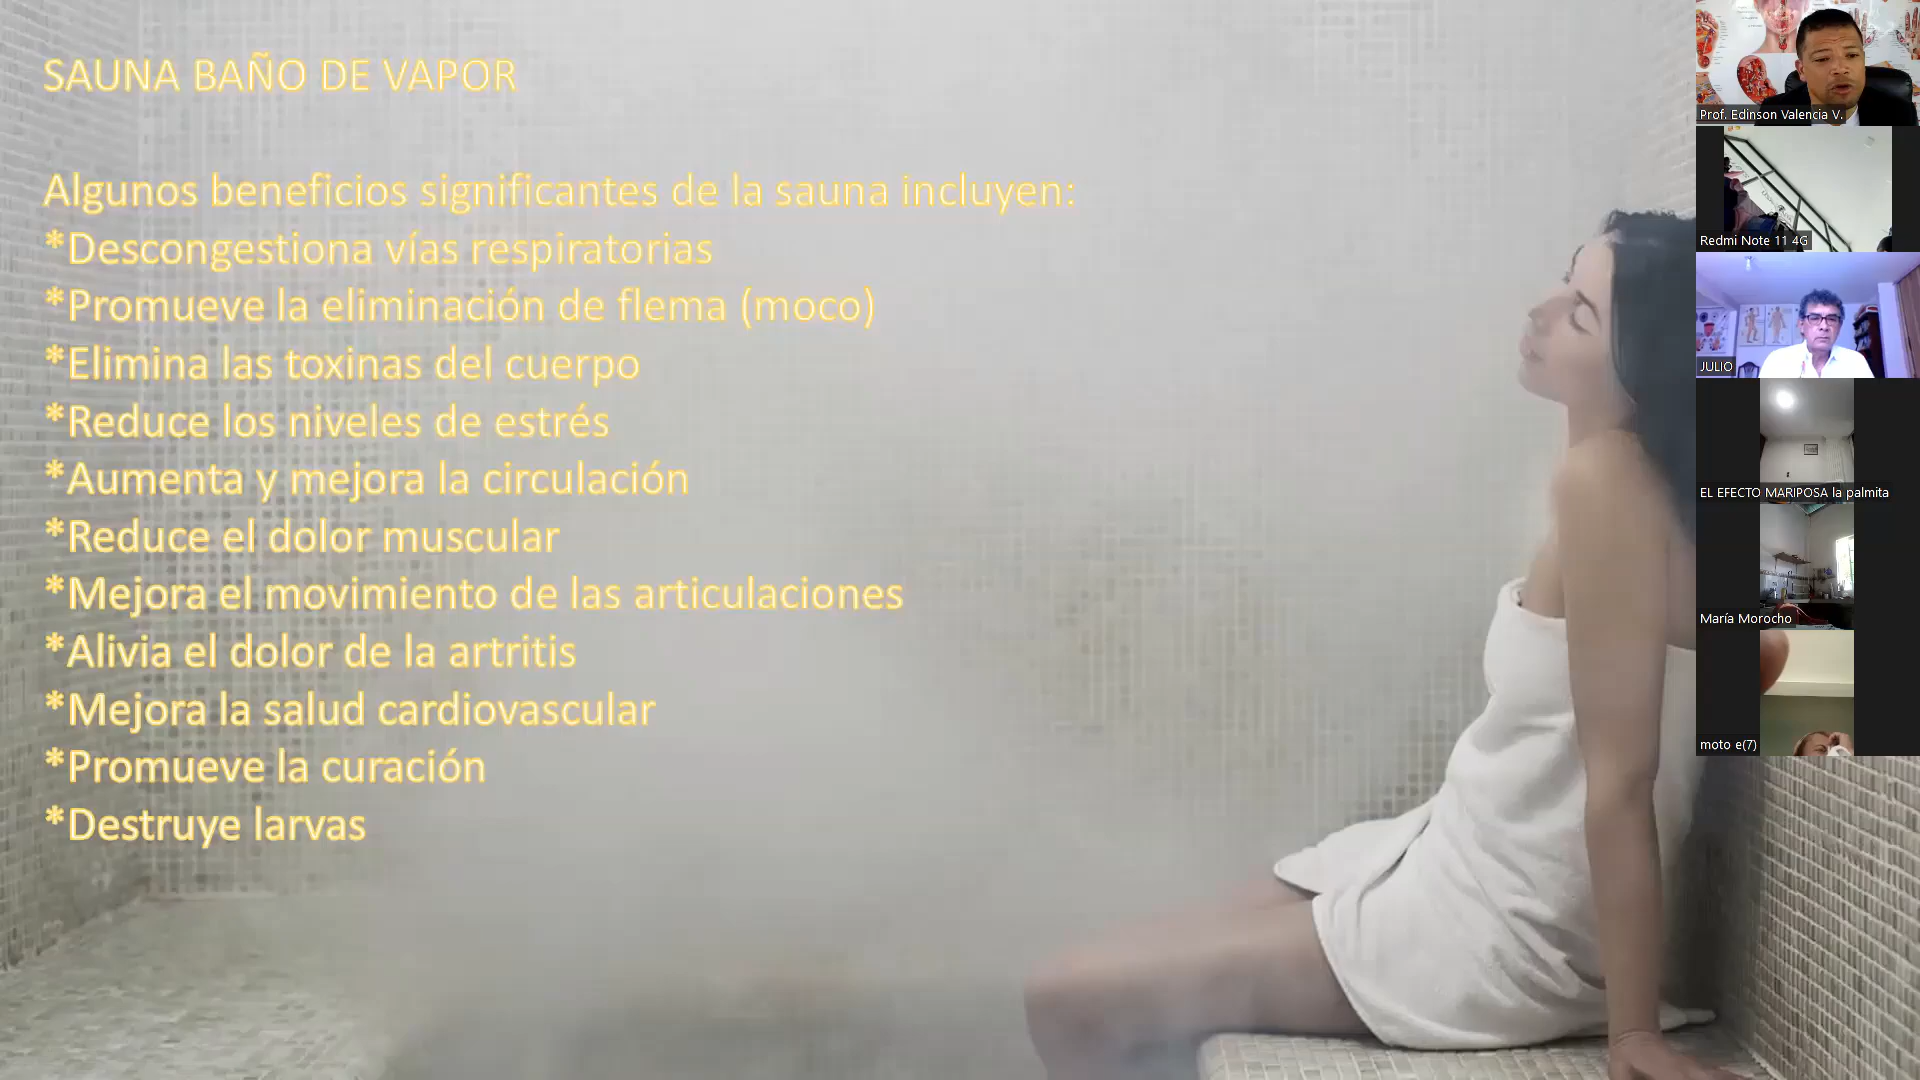 SAUNA BAÑO DE VAPOR
Algunos beneficios significantes de la sauna incluyen:
*Descongestiona vías respiratorias
*Promueve la eliminación de flema (moco)
*Elimina las toxinas del cuerpo
*Reduce los niveles de estrés
*Aumenta y mejora la circulación
*Reduce el dolor muscular
*Mejora el movimiento de las articulaciones
*Alivia el dolor de la artritis
*Mejora la salud cardiovascular
*Promueve la curación
*Destruye larvas
Prof. Edinson Valencia V.
Redmi Note 11 4G
JULIO
EL EFECTO MARIPOSA la palmita
María Morocho
moto e(7)